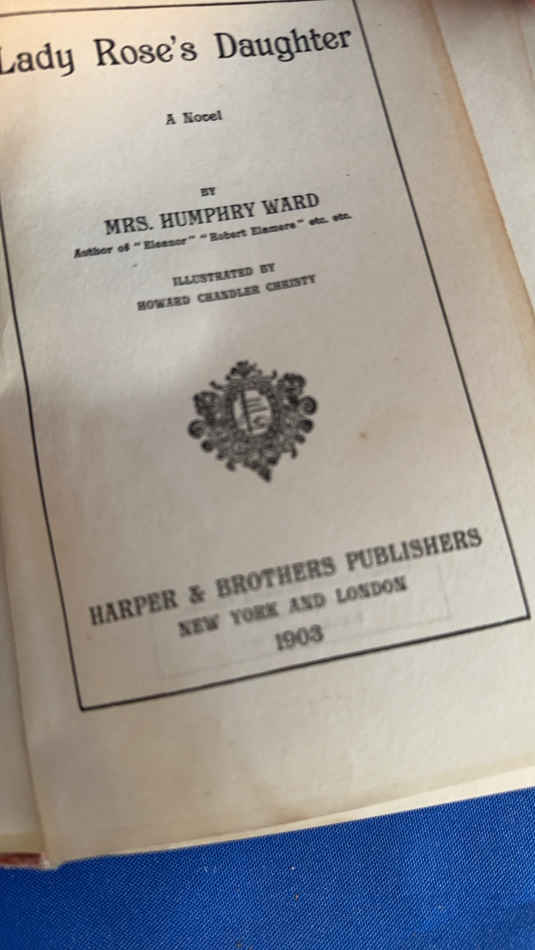 Lady Rose's Daughter
A Novel
BY
MRS. HUMPHRY WARD
Author of "Eleanor" "Robert Elsmere" etc. etc.
ILLUSTRATED BY
HOWARD CHANDLER CHRISTY
HARPER & BROTHERS PUBLISHERS
NEW YORK AND LONDON
1903